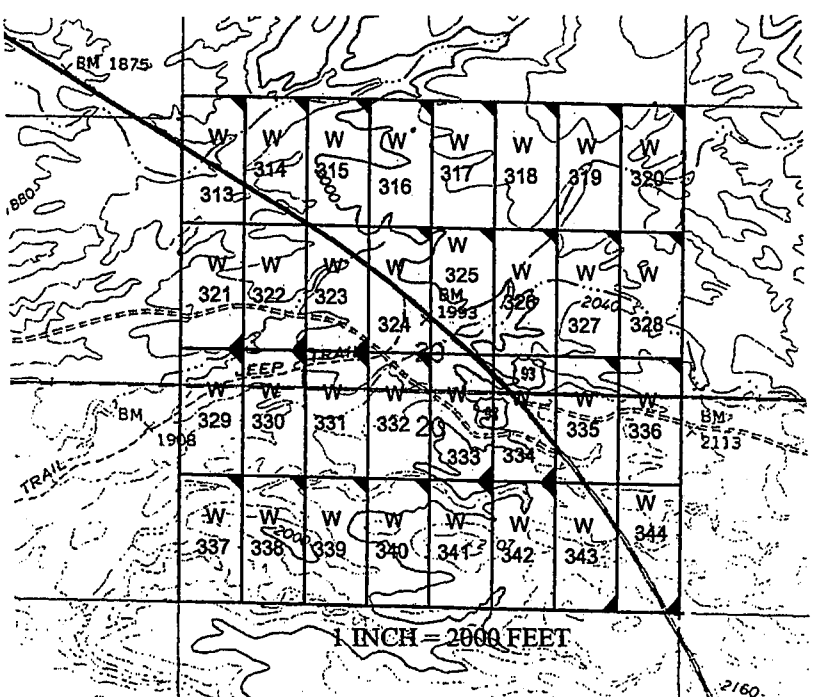 BM 1875
W W W W W W W W
313 314 315 316 317 318 319 320
1880
W W W W W W W W
321 322 323 324 325 326 327 328
BM
1993
2040
JEEP TRAIL
20
93
BM
1908
W W W W W W W W
329 330 331 332 333 334 335 336
93
20
BM
2113
TRAIL
W W W W W W W W
337 338 339 340 341 342 343 344
2000
1 INCH = 2000 FEET
2160